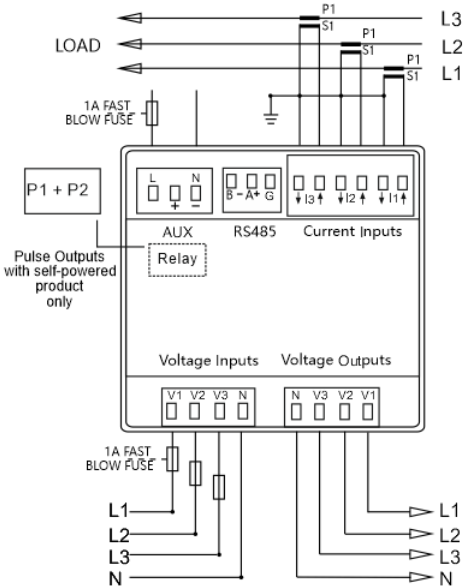 P1
L3
S1
P1
LOAD
L2
S1
P1
L1
S1
1A FAST
BLOW FUSE
L N
+ −
B − A+ G
I3 I2 I1
P1 + P2
AUX RS485 Current Inputs
Pulse Outputs
with self-powered
product
only
Relay
Voltage Inputs Voltage Outputs
V1 V2 V3 N N V3 V2 V1
1A FAST
BLOW FUSE
L1 L1
L2 L2
L3 L3
N N